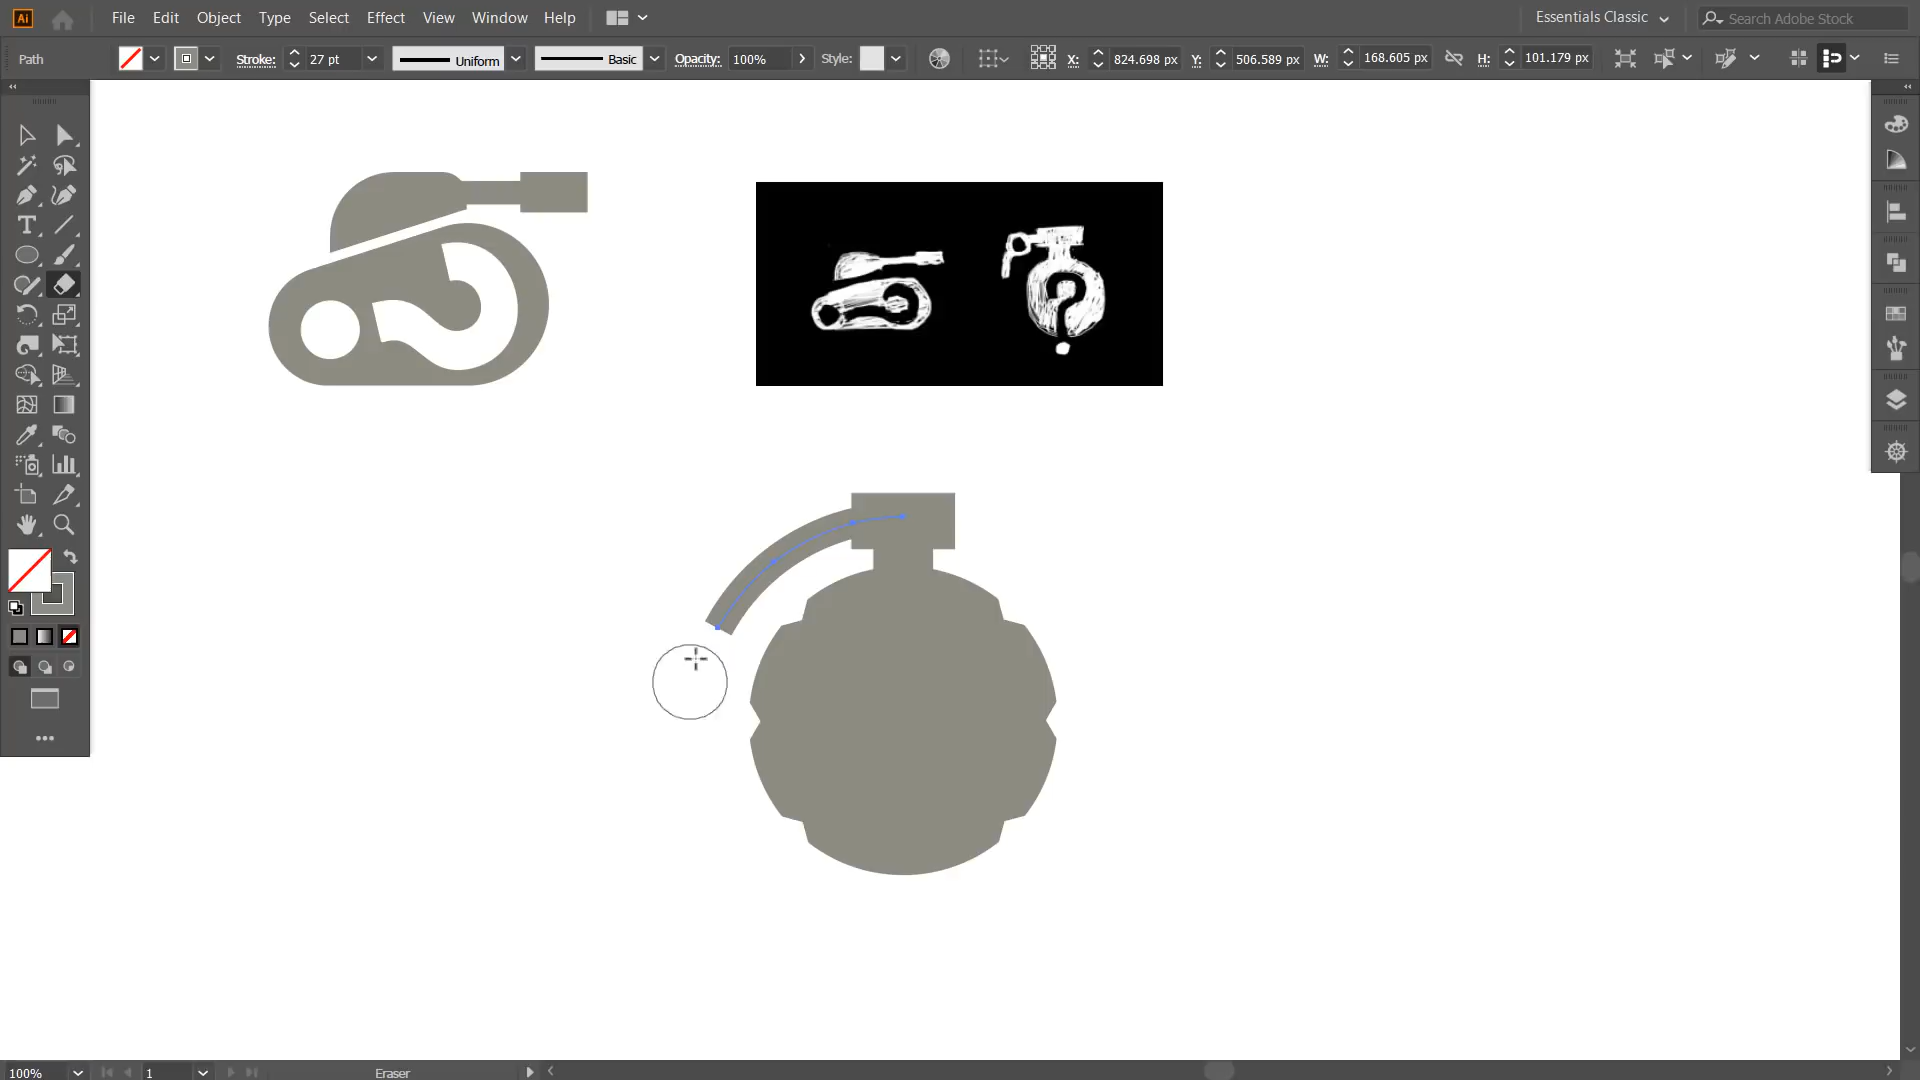 Ai File Edit Object Type Select Effect View Window Help Essentials Classic Search Adobe Stock
Path Stroke: 27 pt Uniform Basic Opacity: 100% Style: X: 824.698 px Y: 506.589 px W: 168.605 px H: 101.179 px
T
?
100% 1 Eraser